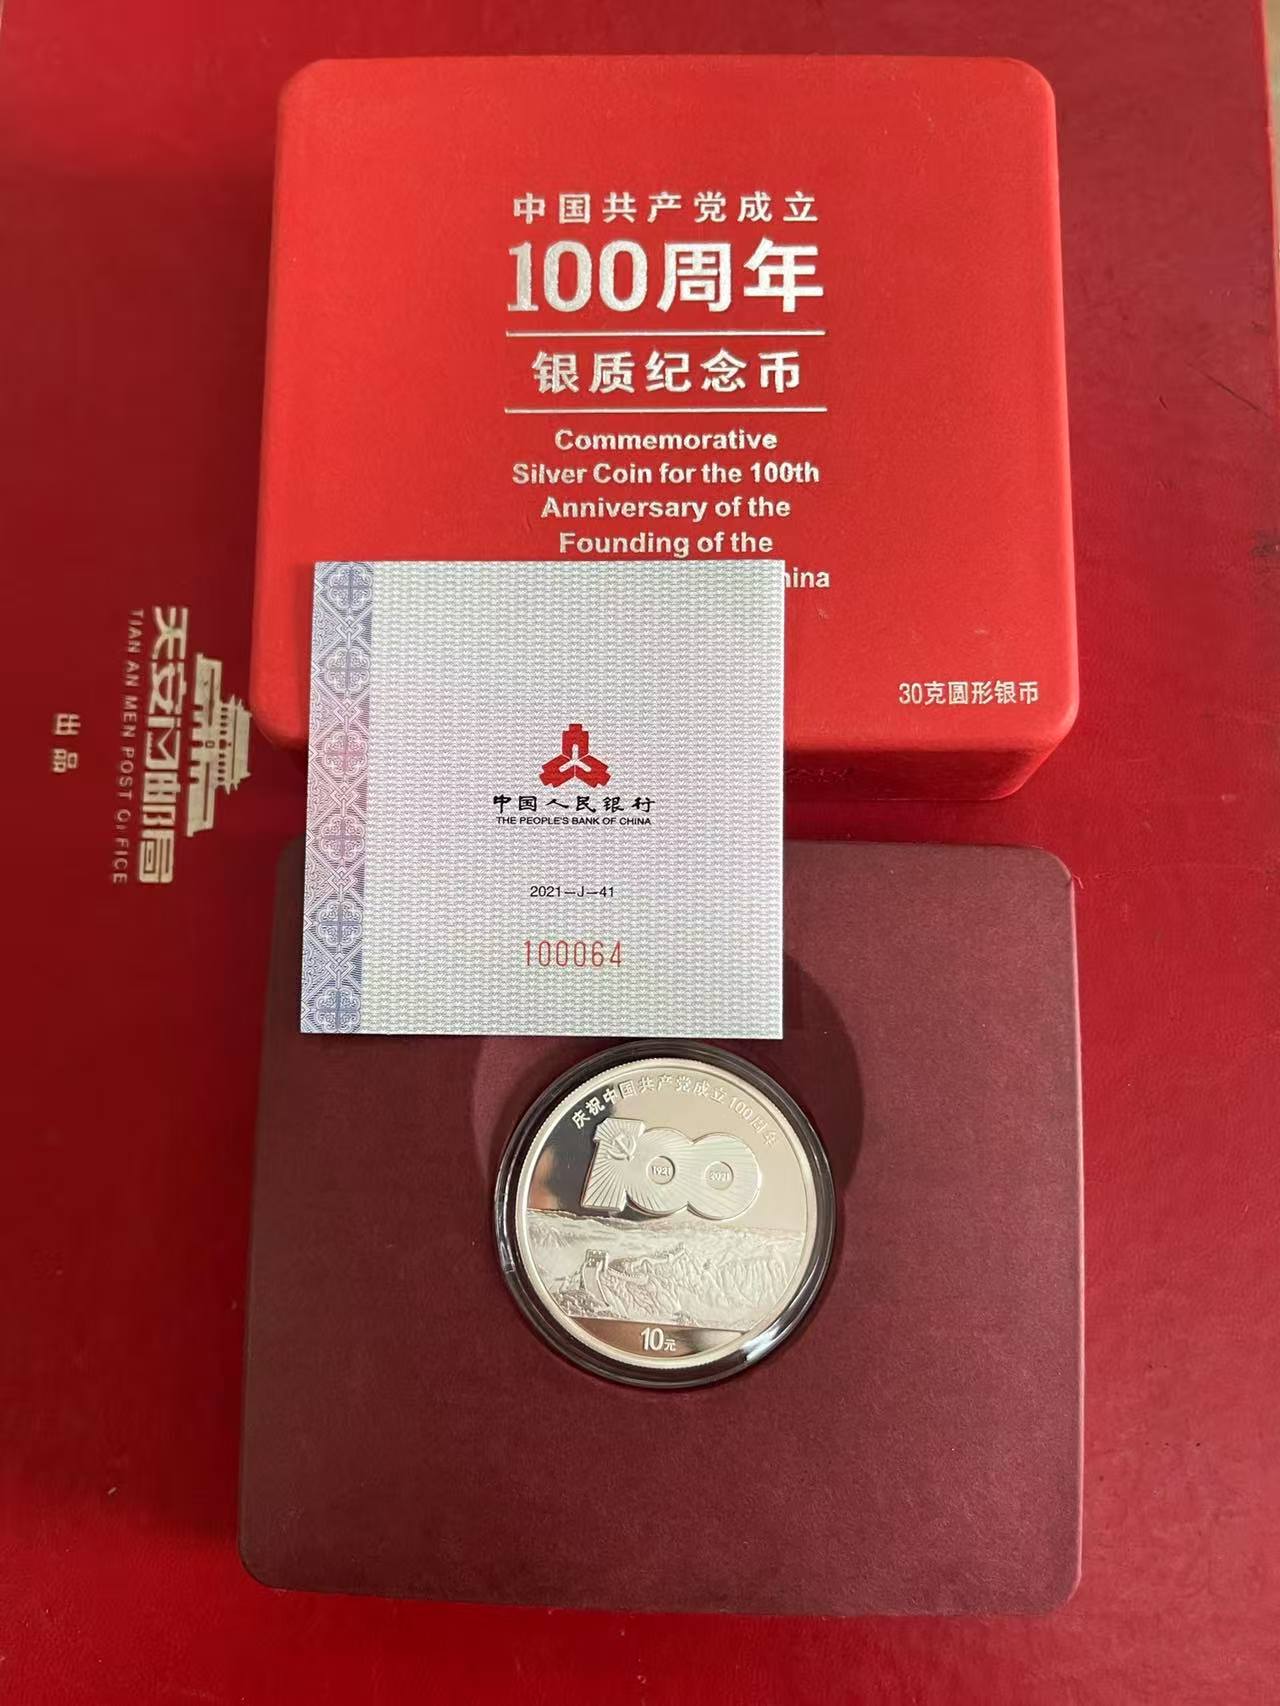 中国共产党成立
100周年
银质纪念币
Commemorative
Silver Coin for the 100th
Anniversary of the
Founding of the
hina
30克圆形银币
天安门邮局
TIAN AN MEN POST OFFICE
出品
中国人民银行
THE PEOPLE'S BANK OF CHINA
2021-J-41
100064
庆祝中国共产党成立100周年
100
1921
2021
10元